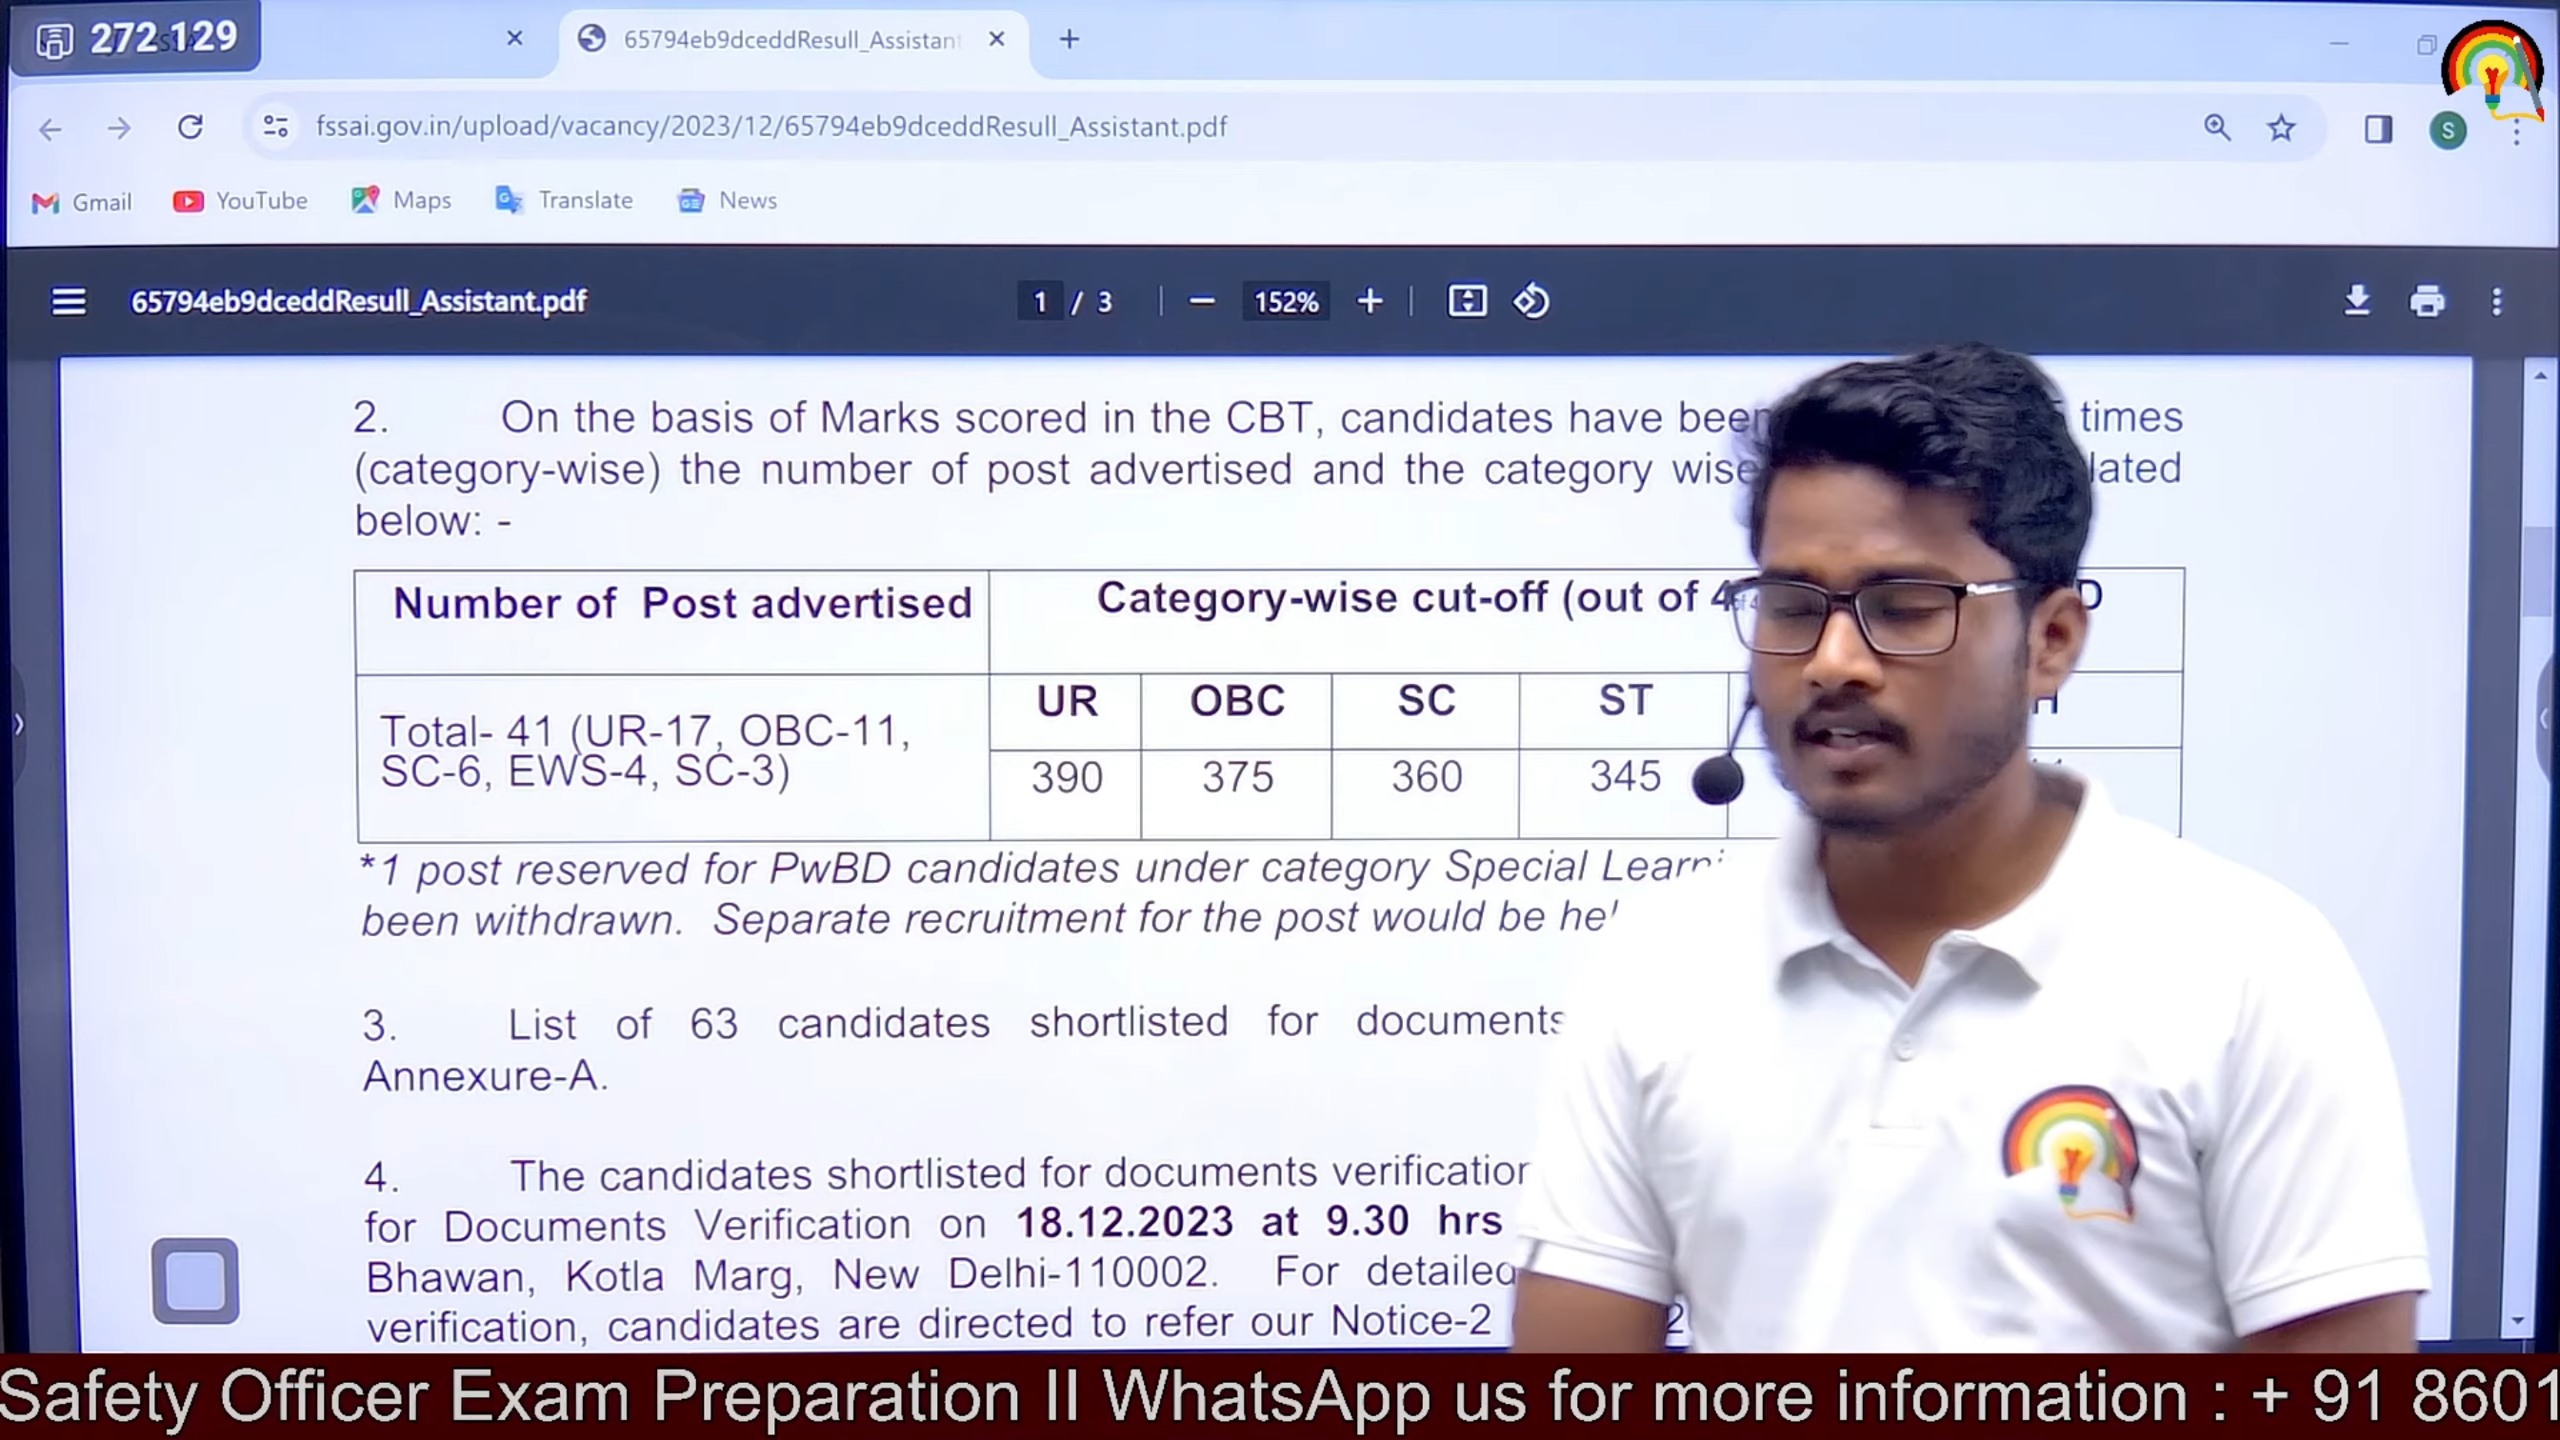 272 129
65794eb9dceddResull_Assistant
fssai.gov.in/upload/vacancy/2023/12/65794eb9dceddResull_Assistant.pdf
S
Gmail YouTube Maps Translate News
65794eb9dceddResull_Assistant.pdf 1 / 3 152%
2. On the basis of Marks scored in the CBT, candidates have been times
(category-wise) the number of post advertised and the category wise
below: -
Number of Post advertised Category-wise cut-off (out of
UR OBC SC ST
Total- 41 (UR-17, OBC-11,
SC-6, EWS-4, SC-3)
390 375 360 345
*1 post reserved for PwBD candidates under category Special
been withdrawn. Separate recruitment for the post would be
3. List of 63 candidates shortlisted for documents
Annexure-A.
4. The candidates shortlisted for documents verification
for Documents Verification on 18.12.2023 at 9.30 hrs
Bhawan, Kotla Marg, New Delhi-110002. For detailed
verification, candidates are directed to refer our Notice-2
Safety Officer Exam Preparation II WhatsApp us for more information : + 91 8601